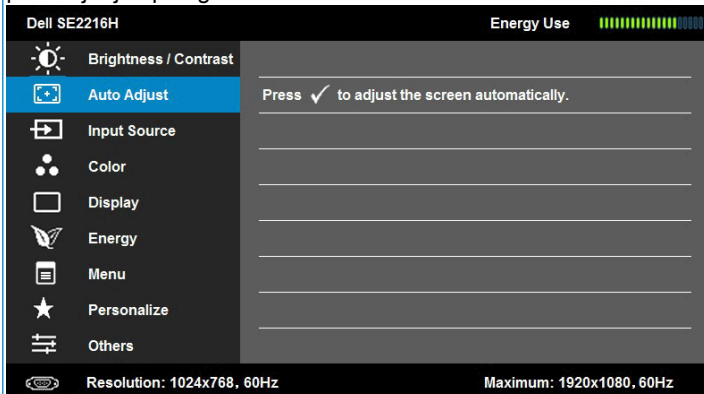 Dell SE2216H Energy Use
Brightness / Contrast
Auto Adjust Press ✓ to adjust the screen automatically.
Input Source
Color
Display
Energy
Menu
Personalize
Others
Resolution: 1024x768, 60Hz Maximum: 1920x1080, 60Hz